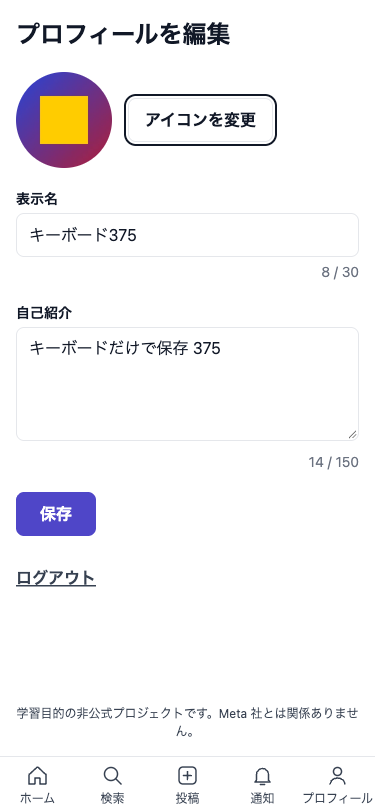 プロフィールを編集
アイコンを変更
表示名
キーボード375
8 / 30
自己紹介
キーボードだけで保存 375
14 / 150
保存
ログアウト
学習目的の非公式プロジェクトです。Meta 社とは関係ありませ
ん。
ホーム
検索
投稿
通知
プロフィール